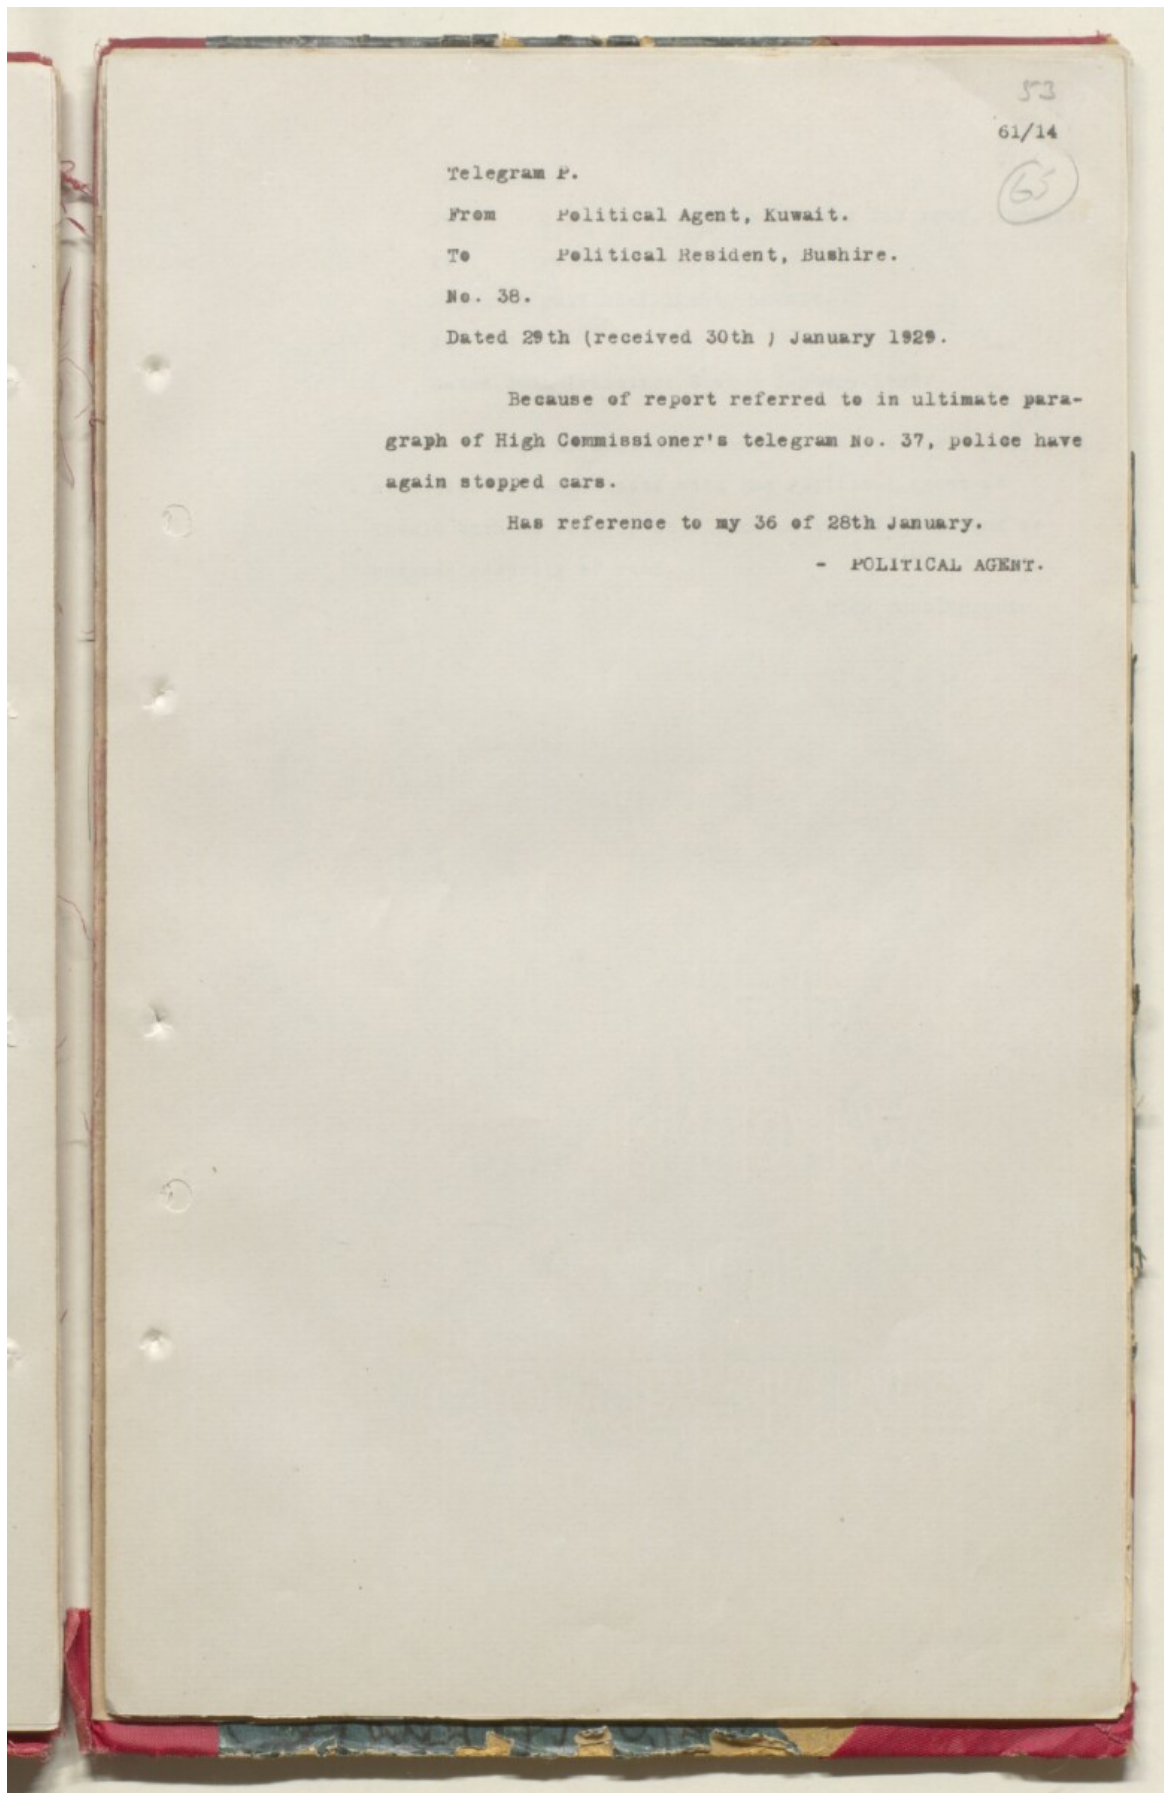 53
61/14
65
Telegram P.
From Political Agent, Kuwait.
To Political Resident, Bushire.
No. 38.
Dated 29th (received 30th ) January 1929.
Because of report referred to in ultimate para-
graph of High Commissioner's telegram No. 37, police have
again stopped cars.
Has reference to my 36 of 28th January.
- POLITICAL AGENT.